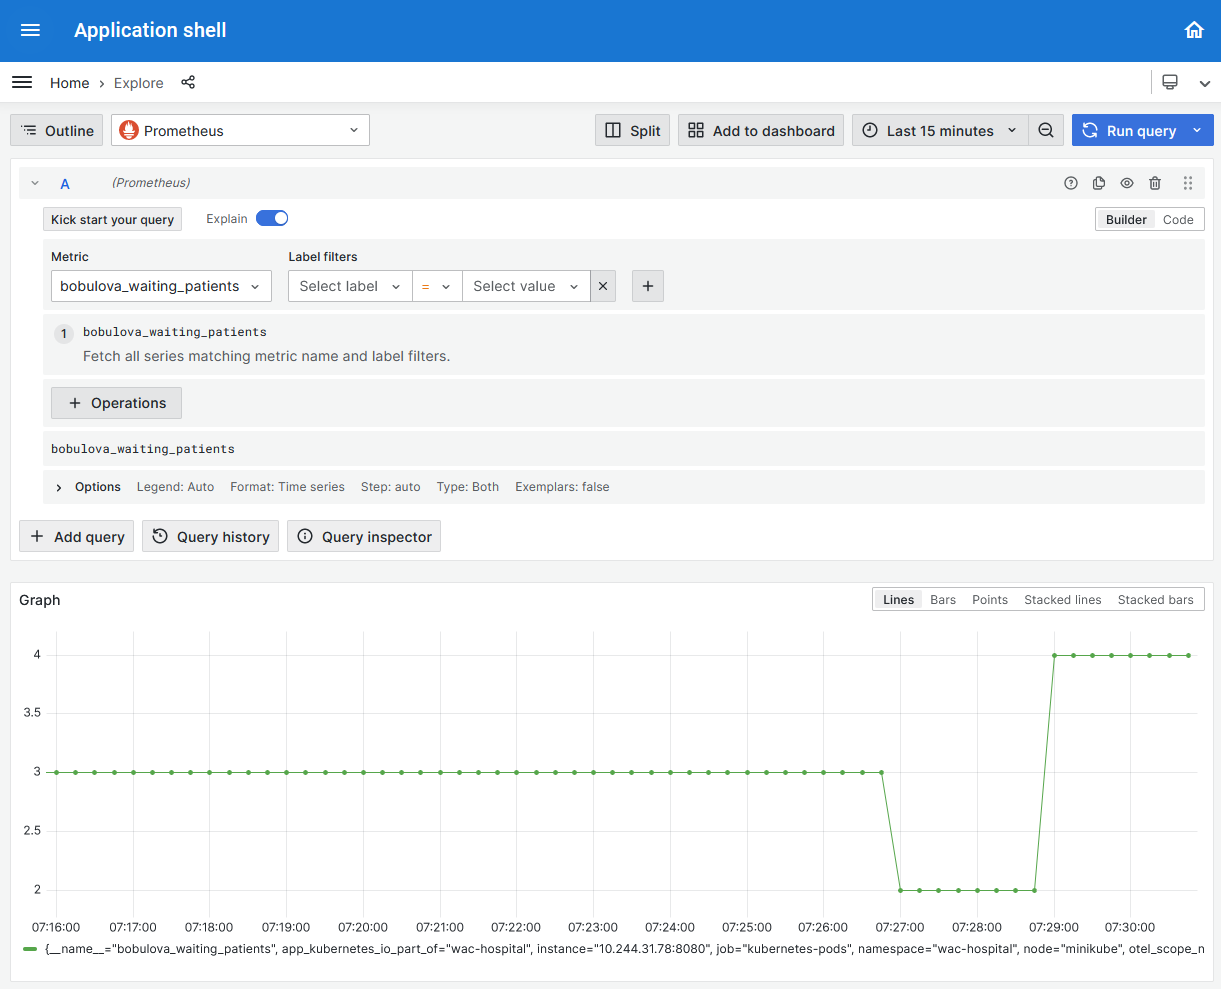 Application shell
Home › Explore
Outline Prometheus Split Add to dashboard Last 15 minutes Run query
A (Prometheus)
Kick start your query Explain Builder Code
Metric Label filters
bobulova_waiting_patients Select label = Select value
1 bobulova_waiting_patients
Fetch all series matching metric name and label filters.
+ Operations
bobulova_waiting_patients
Options Legend: Auto Format: Time series Step: auto Type: Both Exemplars: false
+ Add query Query history Query inspector
Graph Lines Bars Points Stacked lines Stacked bars
4
3.5
3
2.5
2
07:16:00 07:17:00 07:18:00 07:19:00 07:20:00 07:21:00 07:22:00 07:23:00 07:24:00 07:25:00 07:26:00 07:27:00 07:28:00 07:29:00 07:30:00
{__name__="bobulova_waiting_patients", app_kubernetes_io_part_of="wac-hospital", instance="10.244.31.78:8080", job="kubernetes-pods", namespace="wac-hospital", node="minikube", otel_scope_n